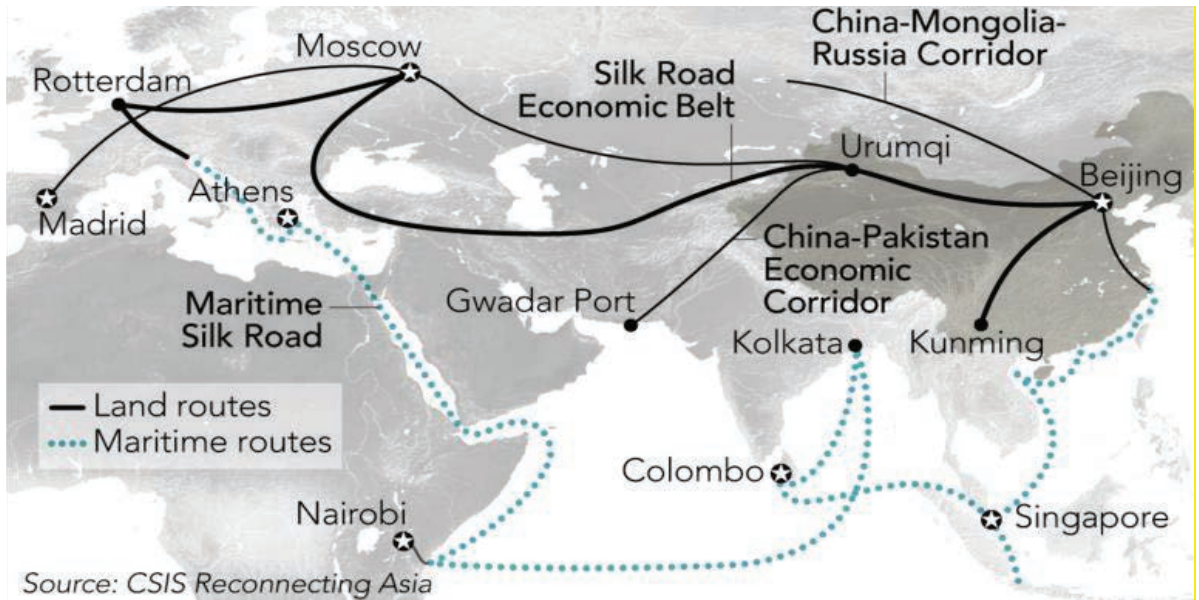 China-Mongolia-
Russia Corridor
Moscow
Rotterdam
Silk Road
Economic Belt
Urumqi
Beijing
Athens
Madrid
China-Pakistan
Economic
Corridor
Maritime
Silk Road
Gwadar Port
Kolkata
Kunming
Land routes
Maritime routes
Colombo
Nairobi
Singapore
Source: CSIS Reconnecting Asia